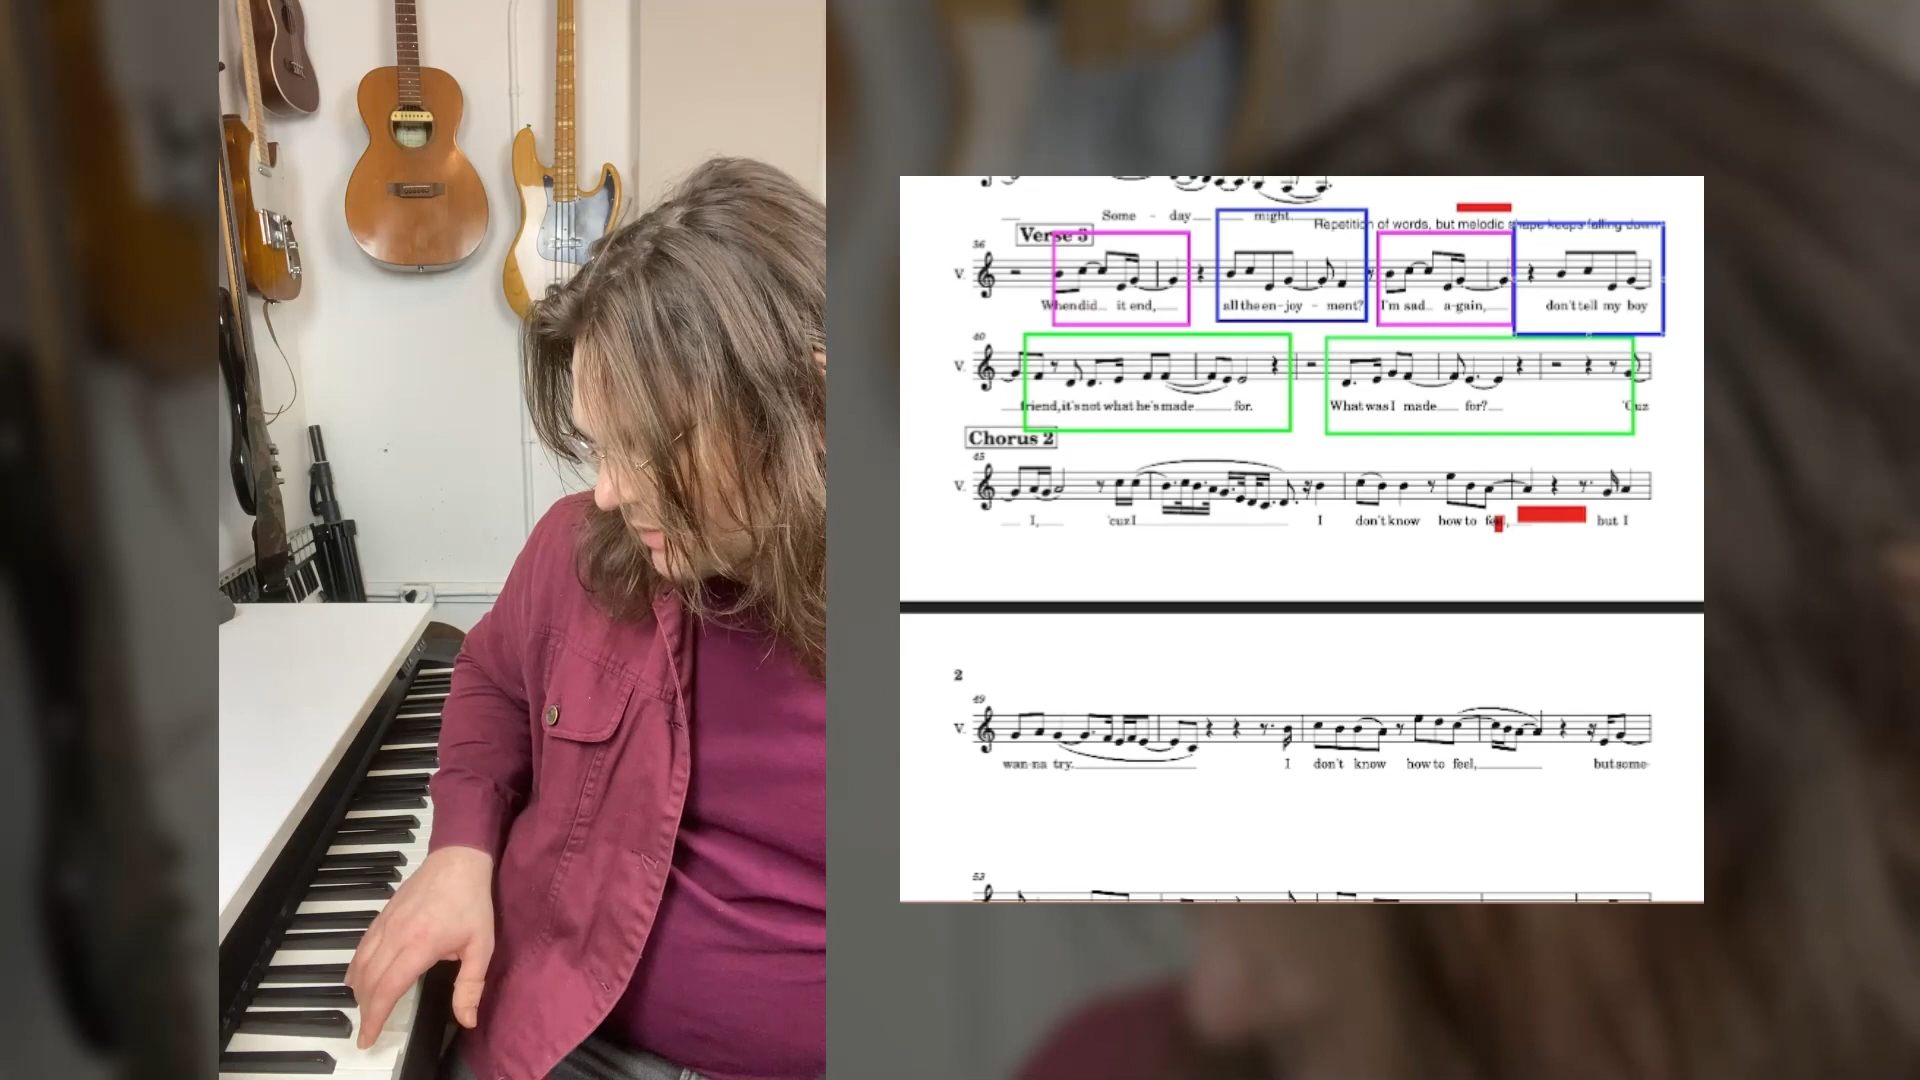 Some - day might.
Repetition of words, but melodic shape keeps falling down
Verse 3
36
V.
When did it end, all the en-joy - ment? I'm sad a-gain, don't tell my boy
40
V.
friend, it's not what he's made for. What was I made for? 'Cuz
Chorus 2
45
V.
I, 'cuz I I don't know how to feel, but I
2
49
V.
wan-na try. I don't know how to feel, but some-
53